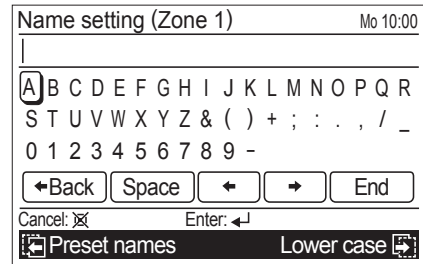 Name setting (Zone 1) Mo 10:00
A B C D E F G H I J K L M N O P Q R
S T U V W X Y Z & ( ) + ; : . , / _
0 1 2 3 4 5 6 7 8 9 -
←Back Space ← → End
Cancel: Enter: ↵
Preset names Lower case